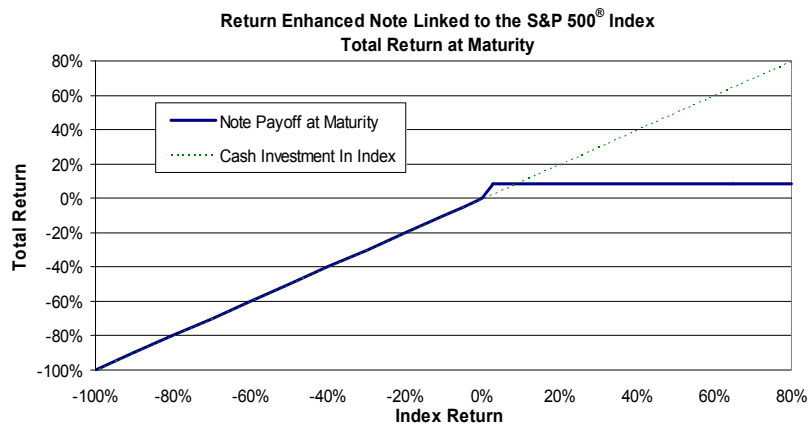 Return Enhanced Note Linked to the S&P 500® Index
Total Return at Maturity
80%
60%
40%
20%
0%
-20%
-40%
-60%
-80%
-100%
Total Return
Note Payoff at Maturity
Cash Investment In Index
-100% -80% -60% -40% -20% 0% 20% 40% 60% 80%
Index Return